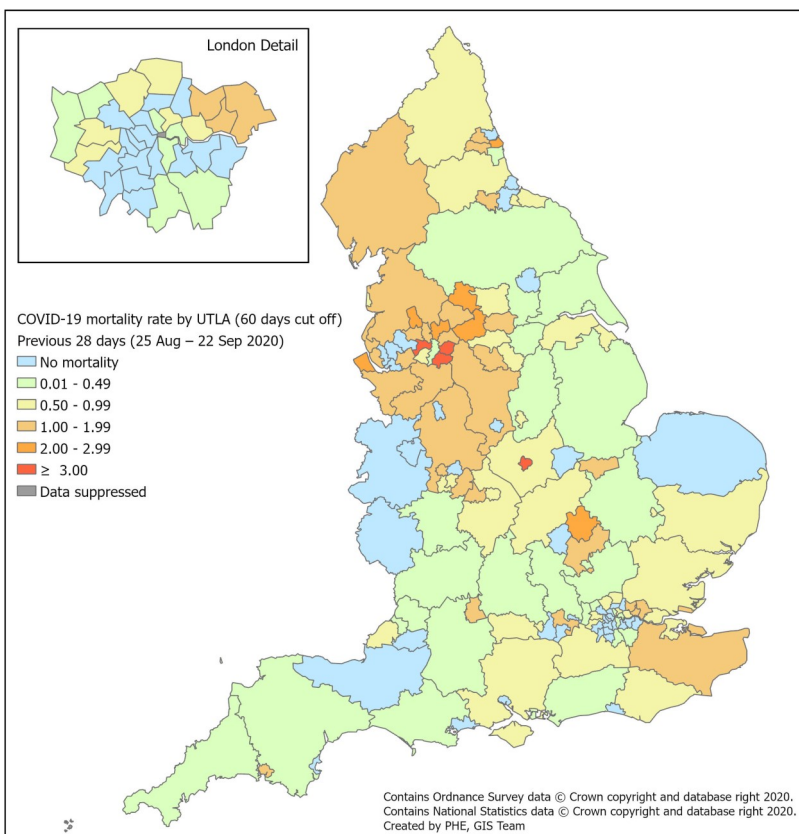 London Detail
COVID-19 mortality rate by UTLA (60 days cut off)
Previous 28 days (25 Aug – 22 Sep 2020)
No mortality
0.01 - 0.49
0.50 - 0.99
1.00 - 1.99
2.00 - 2.99
≥ 3.00
Data suppressed
Contains Ordnance Survey data © Crown copyright and database right 2020.
Contains National Statistics data © Crown copyright and database right 2020.
Created by PHE, GIS Team